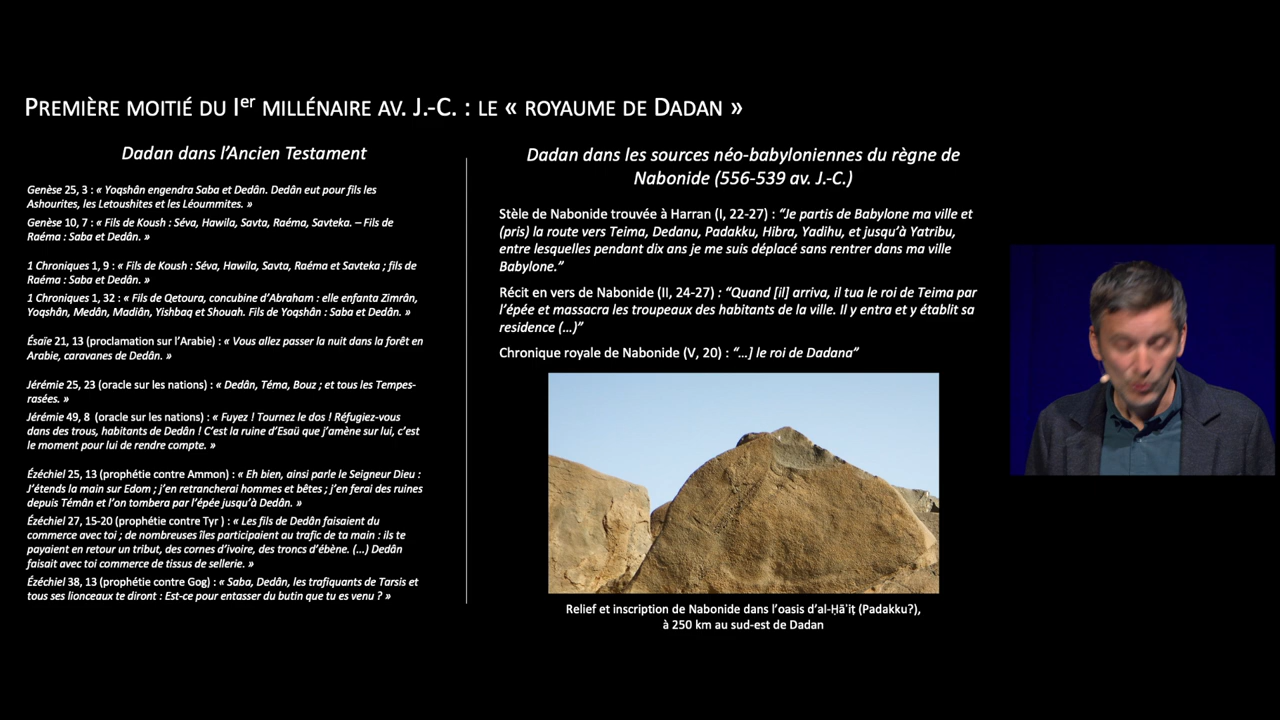 PREMIÈRE MOITIÉ DU Ier MILLÉNAIRE AV. J.-C. : LE « ROYAUME DE DADAN »
Dadan dans l’Ancien Testament
Genèse 25, 3 : « Yoqshân engendra Saba et Dedân. Dedân eut pour fils les
Ashourites, les Letoushites et les Léoummites. »
Genèse 10, 7 : « Fils de Koush : Séva, Hawila, Savta, Raéma, Savteka. – Fils de
Raéma : Saba et Dedân. »
1 Chroniques 1, 9 : « Fils de Koush : Séva, Hawila, Savta, Raéma et Savteka ; fils de
Raéma : Saba et Dedân. »
1 Chroniques 1, 32 : « Fils de Qetoura, concubine d’Abraham : elle enfanta Zimrân,
Yoqshân, Medân, Madiân, Yishbaq et Shouah. Fils de Yoqshân : Saba et Dedân. »
Ésaïe 21, 13 (proclamation sur l’Arabie) : « Vous allez passer la nuit dans la forêt en
Arabie, caravanes de Dedân. »
Jérémie 25, 23 (oracle sur les nations) : « Dedân, Téma, Bouz ; et tous les Tempes-
rasées. »
Jérémie 49, 8 (oracle sur les nations) : « Fuyez ! Tournez le dos ! Réfugiez-vous
dans des trous, habitants de Dedân ! C’est la ruine d’Esaü que j’amène sur lui, c’est
le moment pour lui de rendre compte. »
Ézéchiel 25, 13 (prophétie contre Ammon) : « Eh bien, ainsi parle le Seigneur Dieu :
J’étends la main sur Edom ; j’en retrancherai hommes et bêtes ; j’en ferai des ruines
depuis Témân et l’on tombera par l’épée jusqu’à Dedân. »
Ézéchiel 27, 15-20 (prophétie contre Tyr ) : « Les fils de Dedân faisaient du
commerce avec toi ; de nombreuses îles participaient au trafic de ta main : ils te
payaient en retour un tribut, des cornes d’ivoire, des troncs d’ébène. (…) Dedân
faisait avec toi commerce de tissus de sellerie. »
Ézéchiel 38, 13 (prophétie contre Gog) : « Saba, Dedân, les trafiquants de Tarsis et
tous ses lionceaux te diront : Est-ce pour entasser du butin que tu es venu ? »
Dadan dans les sources néo-babyloniennes du règne de
Nabonide (556-539 av. J.-C.)
Stèle de Nabonide trouvée à Harran (I, 22-27) : “Je partis de Babylone ma ville et
(pris) la route vers Teima, Dedanu, Padakku, Hibra, Yadihu, et jusqu’à Yatribu,
entre lesquelles pendant dix ans je me suis déplacé sans rentrer dans ma ville
Babylone.”
Récit en vers de Nabonide (II, 24-27) : “Quand [il] arriva, il tua le roi de Teima par
l’épée et massacra les troupeaux des habitants de la ville. Il y entra et y établit sa
residence (…)”
Chronique royale de Nabonide (V, 20) : “…] le roi de Dadana”
Relief et inscription de Nabonide dans l’oasis d’al-Ḥāʾiṭ (Padakku?),
à 250 km au sud-est de Dadan